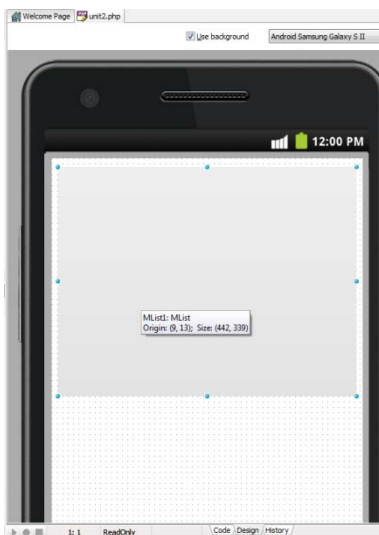 Welcome Page unit2.php
Use background Android Samsung Galaxy S II
12:00 PM
MList1: MList
Origin: (9, 13); Size: (442, 339)
1: 1 ReadOnly Code Design History